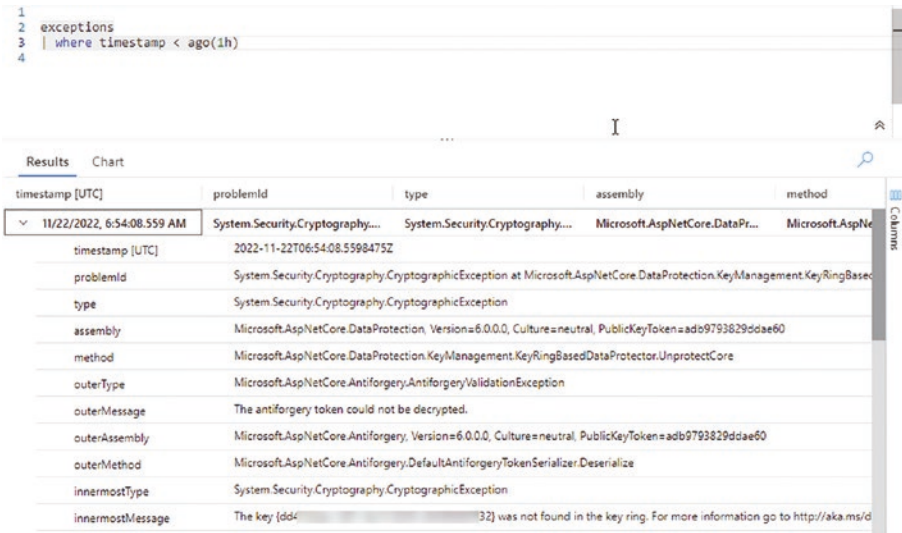 1
2 exceptions
3 | where timestamp < ago(1h)
4
Results Chart
timestamp [UTC] problemId type assembly method
11/22/2022, 6:54:08.559 AM System.Security.Cryptography.... System.Security.Cryptography.... Microsoft.AspNetCore.DataPr... Microsoft.AspNe
Columns
timestamp [UTC] 2022-11-22T06:54:08.5598475Z
problemId System.Security.Cryptography.CryptographicException at Microsoft.AspNetCore.DataProtection.KeyManagement.KeyRingBased
type System.Security.Cryptography.CryptographicException
assembly Microsoft.AspNetCore.DataProtection, Version=6.0.0.0, Culture=neutral, PublicKeyToken=adb9793829ddae60
method Microsoft.AspNetCore.DataProtection.KeyManagement.KeyRingBasedDataProtector.UnprotectCore
outerType Microsoft.AspNetCore.Antiforgery.AntiforgeryValidationException
outerMessage The antiforgery token could not be decrypted.
outerAssembly Microsoft.AspNetCore.Antiforgery, Version=6.0.0.0, Culture=neutral, PublicKeyToken=adb9793829ddae60
outerMethod Microsoft.AspNetCore.Antiforgery.DefaultAntiforgeryTokenSerializer.Deserialize
innermostType System.Security.Cryptography.CryptographicException
innermostMessage The key {dd4 32} was not found in the key ring. For more information go to http://aka.ms/d